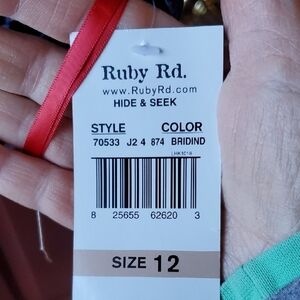 Ruby Rd.
www.RubyRd.com
HIDE & SEEK
STYLE COLOR
70533 J2 4 874 BRIDIND
8 25655 62620 3
SIZE 12